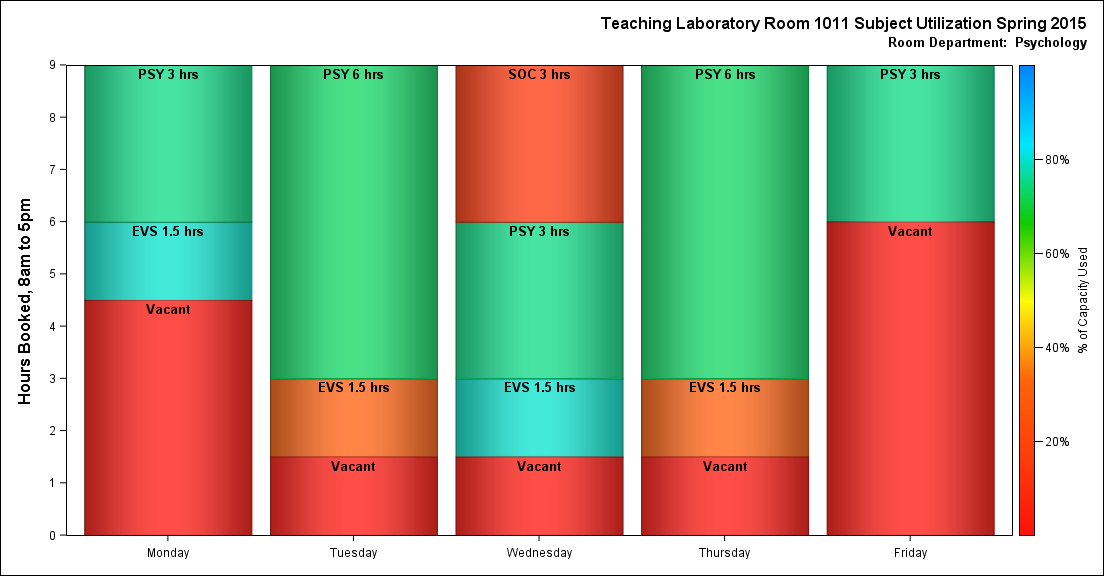 Teaching Laboratory Room 1011 Subject Utilization Spring 2015
Room Department:  Psychology
Hours Booked, 8am to 5pm
9
8
7
6
5
4
3
2
1
0
PSY 3 hrs
EVS 1.5 hrs
Vacant
PSY 6 hrs
EVS 1.5 hrs
Vacant
SOC 3 hrs
PSY 3 hrs
EVS 1.5 hrs
Vacant
PSY 6 hrs
EVS 1.5 hrs
Vacant
PSY 3 hrs
Vacant
Monday
Tuesday
Wednesday
Thursday
Friday
80%
60%
40%
20%
% of Capacity Used